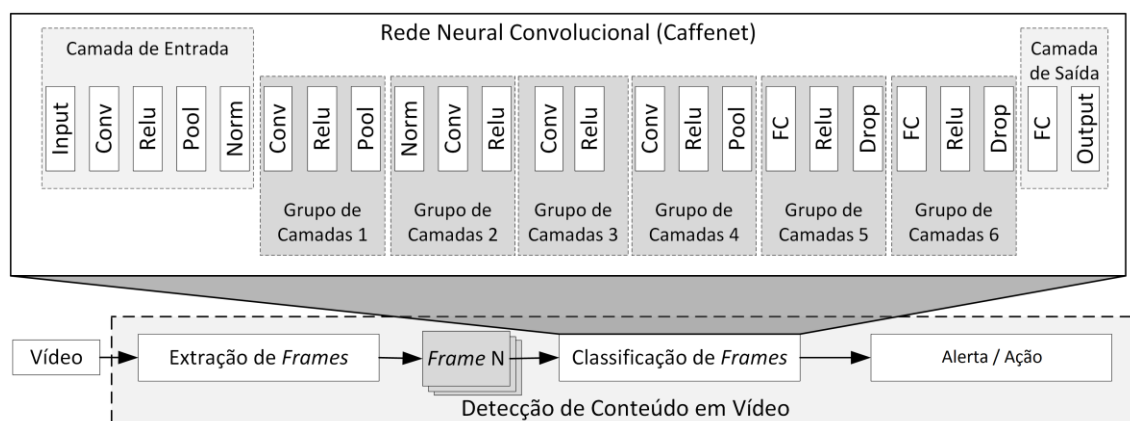 Rede Neural Convolucional (Caffenet)
Camada de Entrada
Input
Conv
Relu
Pool
Norm
Conv
Relu
Pool
Grupo de
Camadas 1
Norm
Conv
Relu
Grupo de
Camadas 2
Conv
Relu
Grupo de
Camadas 3
Conv
Relu
Pool
Grupo de
Camadas 4
FC
Relu
Drop
Grupo de
Camadas 5
FC
Relu
Drop
Grupo de
Camadas 6
Camada
de Saída
FC
Output
Vídeo
Extração de Frames
Frame N
Classificação de Frames
Alerta / Ação
Detecção de Conteúdo em Vídeo